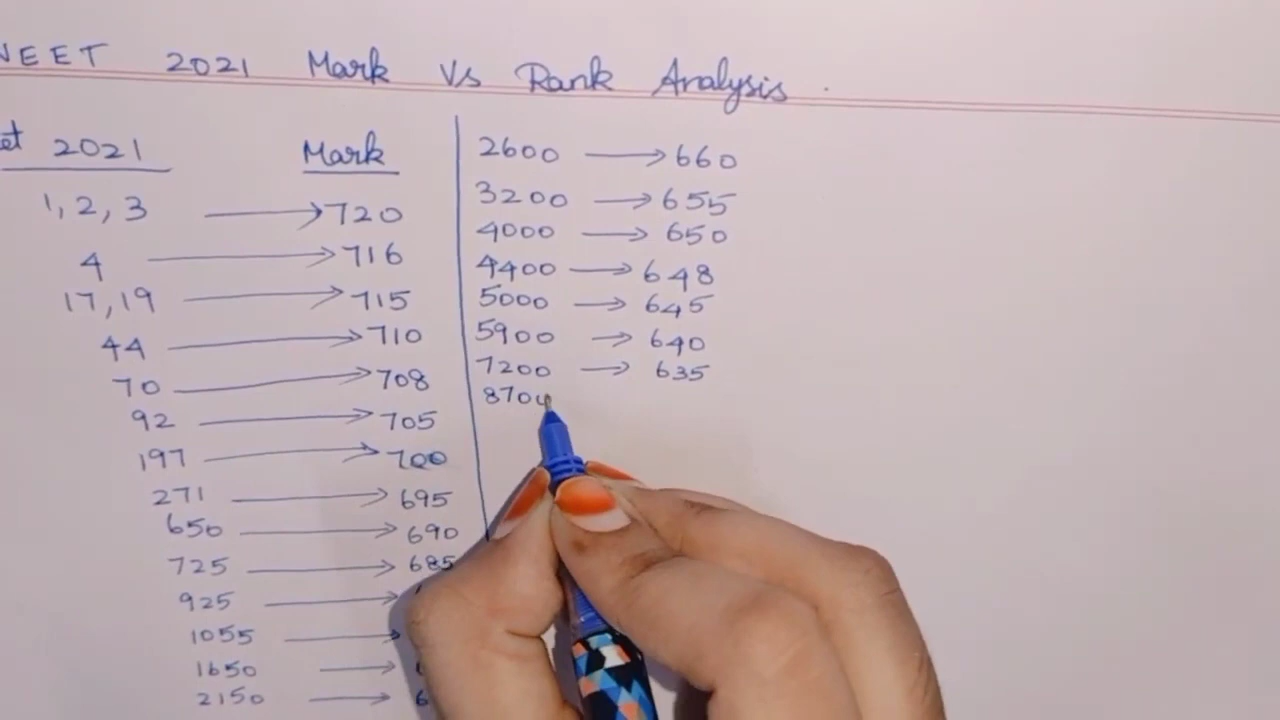 NEET 2021 Mark Vs Rank Analysis.
2021 Mark
1, 2, 3 → 720
4 → 716
17, 19 → 715
44 → 710
70 → 708
92 → 705
197 → 700
271 → 695
650 → 690
725 → 685
925 →
1055 →
1650 →
2150 → 6
2600 → 660
3200 → 655
4000 → 650
4400 → 648
5000 → 645
5900 → 640
7200 → 635
870